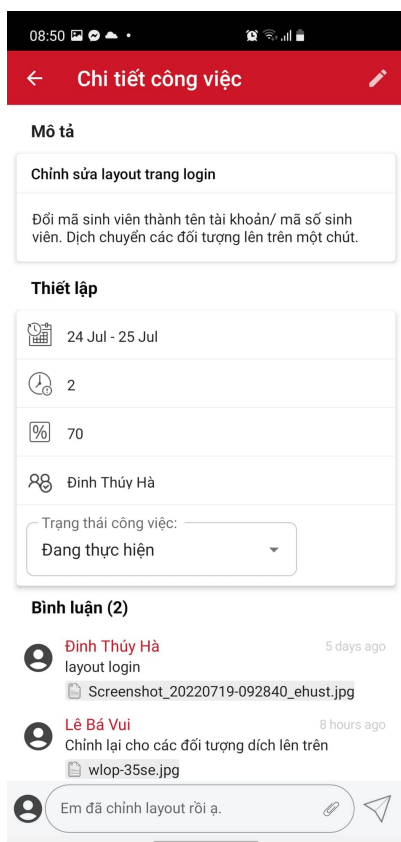 08:50
Chi tiết công việc
Mô tả
Chỉnh sửa layout trang login
Đổi mã sinh viên thành tên tài khoản/ mã số sinh
viên. Dịch chuyển các đối tượng lên trên một chút.
Thiết lập
24 Jul - 25 Jul
2
% 70
Đinh Thúy Hà
Trạng thái công việc:
Đang thực hiện
Bình luận (2)
Đinh Thúy Hà 5 days ago
layout login
Screenshot_20220719-092840_ehust.jpg
Lê Bá Vui 8 hours ago
Chỉnh lại cho các đối tượng dích lên trên
wlop-35se.jpg
Em đã chỉnh layout rồi ạ.